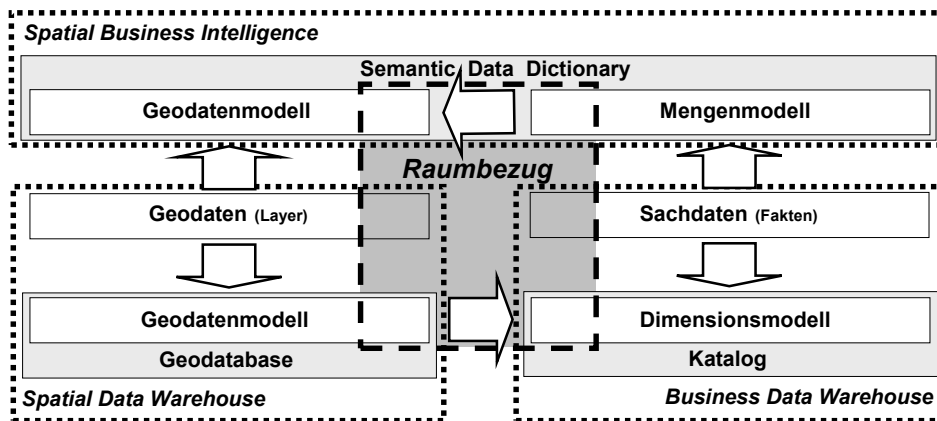 Spatial Business Intelligence
Semantic Data Dictionary
Geodatenmodell
Mengenmodell
Raumbezug
Geodaten (Layer)
Sachdaten (Fakten)
Geodatenmodell
Dimensionsmodell
Geodatabase
Katalog
Spatial Data Warehouse
Business Data Warehouse